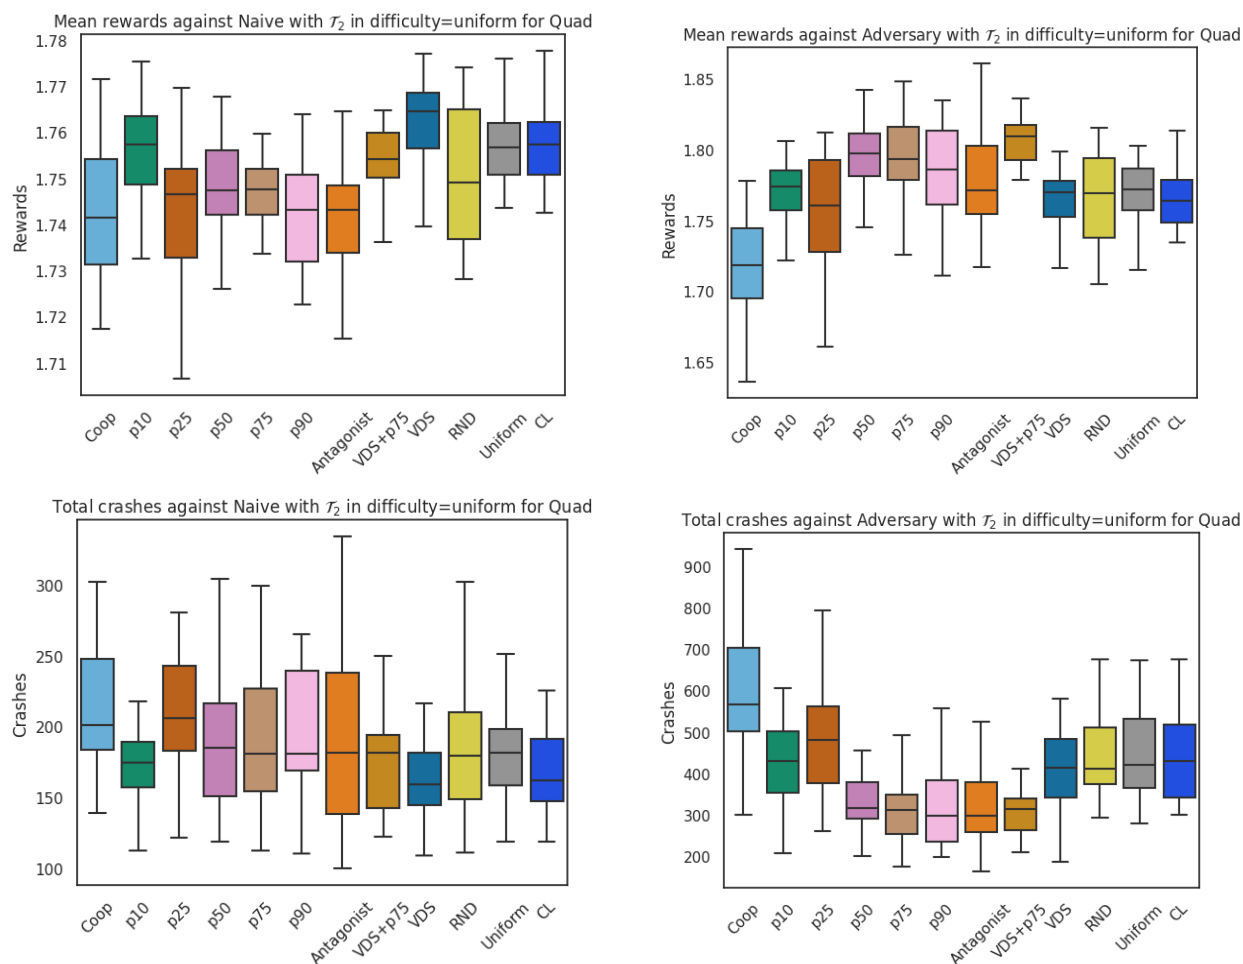 Mean rewards against Naive with 𝒯₂ in difficulty=uniform for Quad
1.78
1.77
1.76
1.75
1.74
1.73
1.72
1.71
Rewards
Coop
p10
p25
p50
p75
p90
Antagonist
VDS+p75
VDS
RND
Uniform
CL
Mean rewards against Adversary with 𝒯₂ in difficulty=uniform for Quad
1.85
1.80
1.75
1.70
1.65
Rewards
Coop
p10
p25
p50
p75
p90
Antagonist
VDS+p75
VDS
RND
Uniform
CL
Total crashes against Naive with 𝒯₂ in difficulty=uniform for Quad
300
250
200
150
100
Crashes
Coop
p10
p25
p50
p75
p90
Antagonist
VDS+p75
VDS
RND
Uniform
CL
Total crashes against Adversary with 𝒯₂ in difficulty=uniform for Quad
900
800
700
600
500
400
300
200
Crashes
Coop
p10
p25
p50
p75
p90
Antagonist
VDS+p75
VDS
RND
Uniform
CL